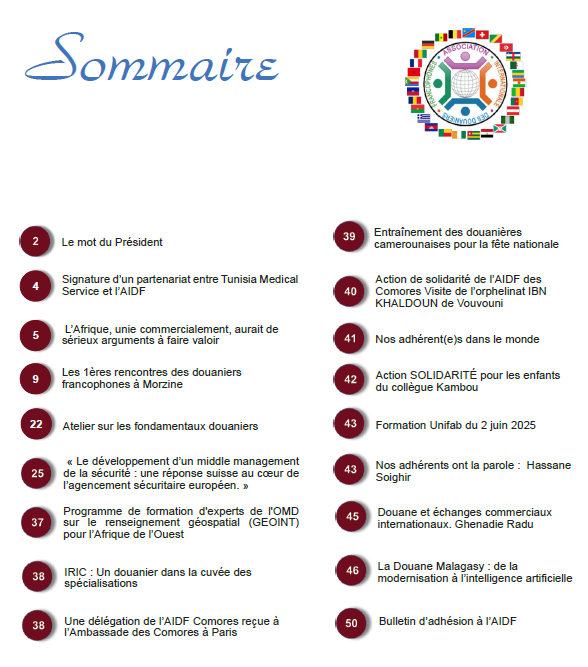 Sommaire
ASSOCIATION INTERNATIONALE DES DOUANIERS FRANCOPHONES
2
Le mot du Président
4
Signature d'un partenariat entre Tunisia Medical
Service et l'AIDF
5
L'Afrique, unie commercialement, aurait de
sérieux arguments à faire valoir
9
Les 1ères rencontres des douaniers
francophones à Morzine
22
Atelier sur les fondamentaux douaniers
25
« Le développement d'un middle management
de la sécurité : une réponse suisse au cœur de
l'agencement sécuritaire européen. »
37
Programme de formation d'experts de l'OMD
sur le renseignement géospatial (GEOINT)
pour l'Afrique de l'Ouest
38
IRIC : Un douanier dans la cuvée des
spécialisations
38
Une délégation de l'AIDF Comores reçue à
l'Ambassade des Comores à Paris
39
Entraînement des douanières
camerounaises pour la fête nationale
40
Action de solidarité de l'AIDF des
Comores Visite de l'orphelinat IBN
KHALDOUN de Vouvouni
41
Nos adhérent(e)s dans le monde
42
Action SOLIDARITÉ pour les enfants
du collègue Kambou
43
Formation Unifab du 2 juin 2025
43
Nos adhérents ont la parole : Hassane
Soighir
45
Douane et échanges commerciaux
internationaux. Ghenadie Radu
46
La Douane Malagasy : de la
modernisation à l'intelligence artificielle
50
Bulletin d'adhésion à l'AIDF